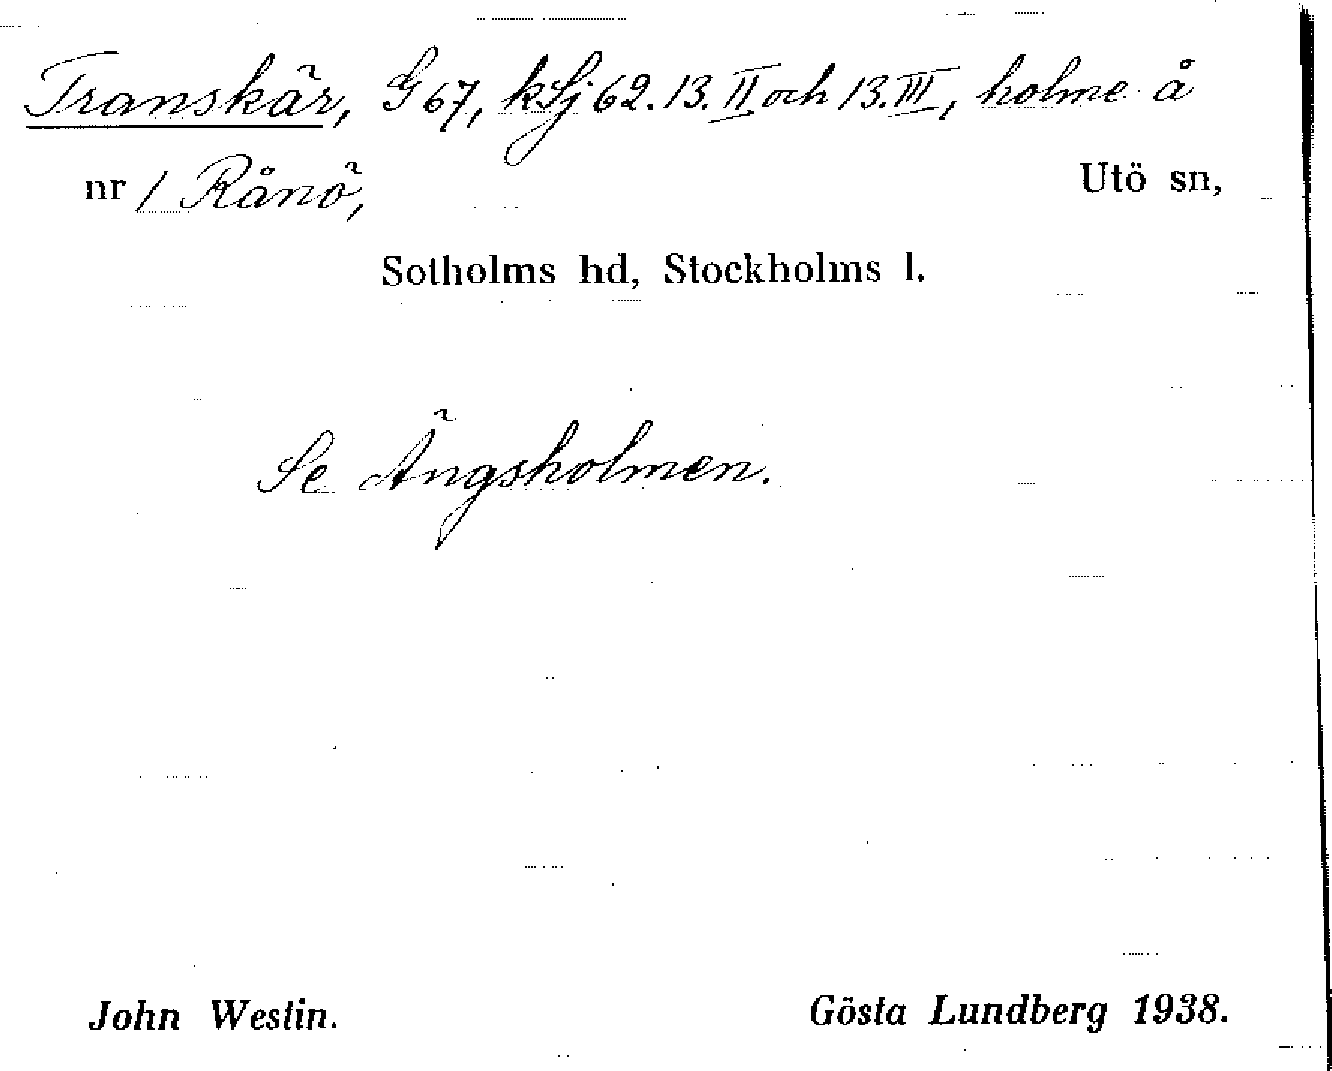 Transkär, G 67, kSj 62.13.II och 13.III, holme å
nr 1 Rånö, Utö sn,
Sotholms hd, Stockholms l.
Se Ängsholmen.
John Westin. Gösta Lundberg 1938.